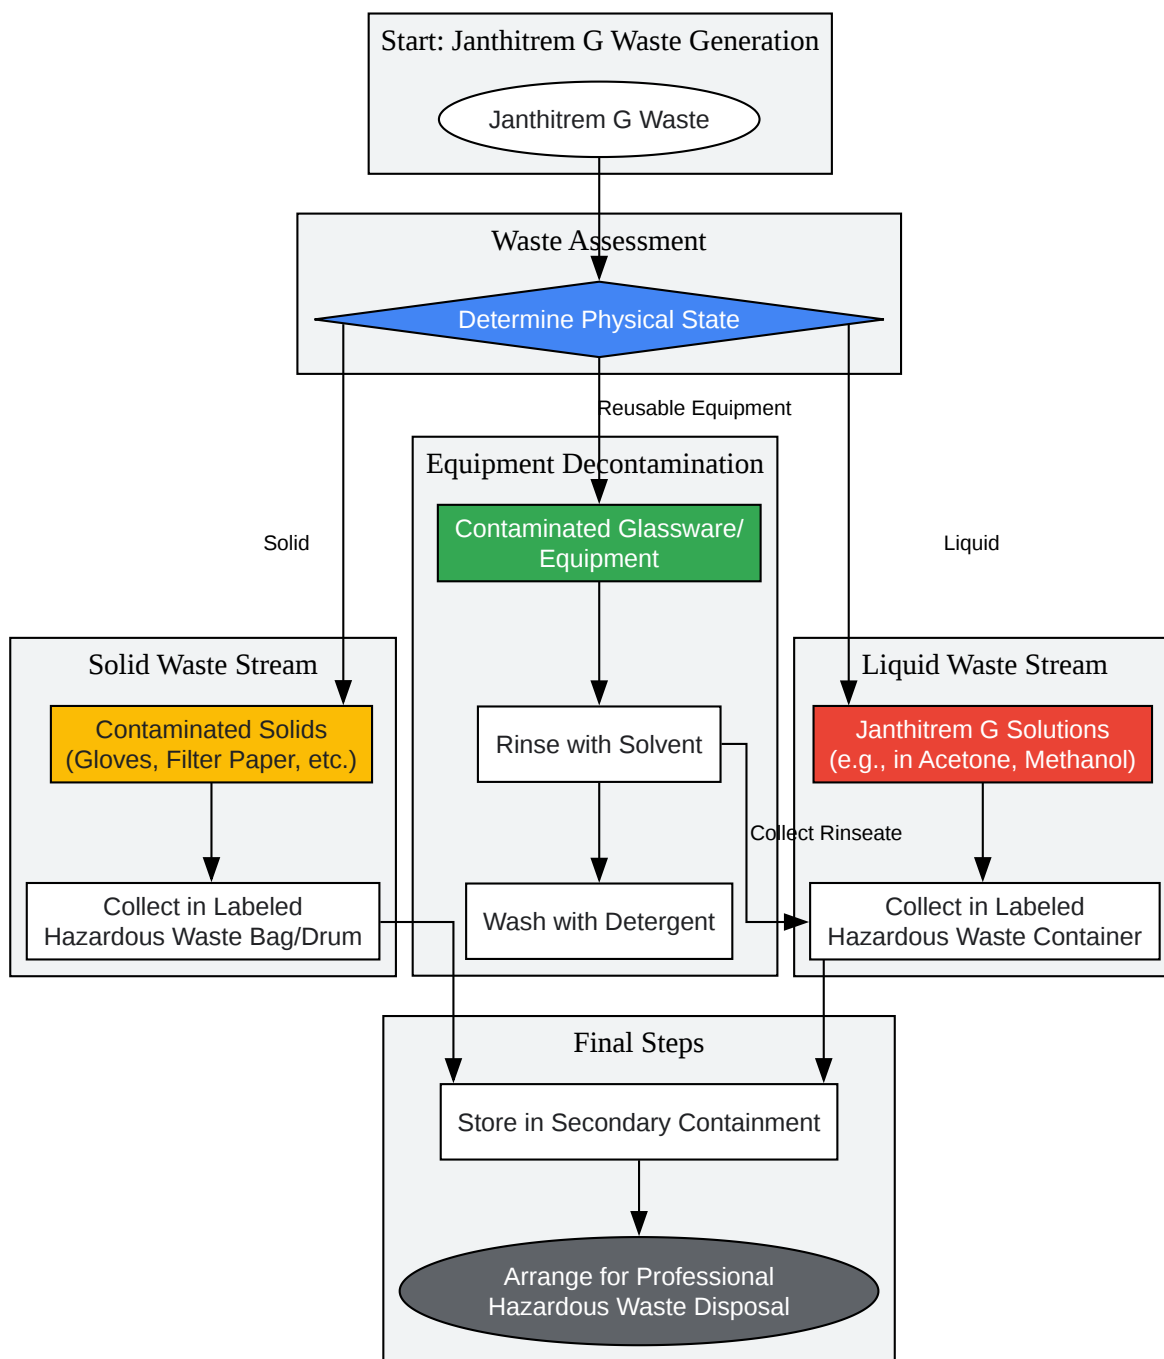 Start: Janthitrem G Waste Generation
Janthitrem G Waste
Waste Assessment
Determine Physical State
Reusable Equipment
Equipment Decontamination
Contaminated Glassware/
Equipment
Solid
Liquid
Solid Waste Stream
Liquid Waste Stream
Contaminated Solids
(Gloves, Filter Paper, etc.)
Rinse with Solvent
Janthitrem G Solutions
(e.g., in Acetone, Methanol)
Collect Rinseate
Collect in Labeled
Hazardous Waste Bag/Drum
Wash with Detergent
Collect in Labeled
Hazardous Waste Container
Final Steps
Store in Secondary Containment
Arrange for Professional
Hazardous Waste Disposal